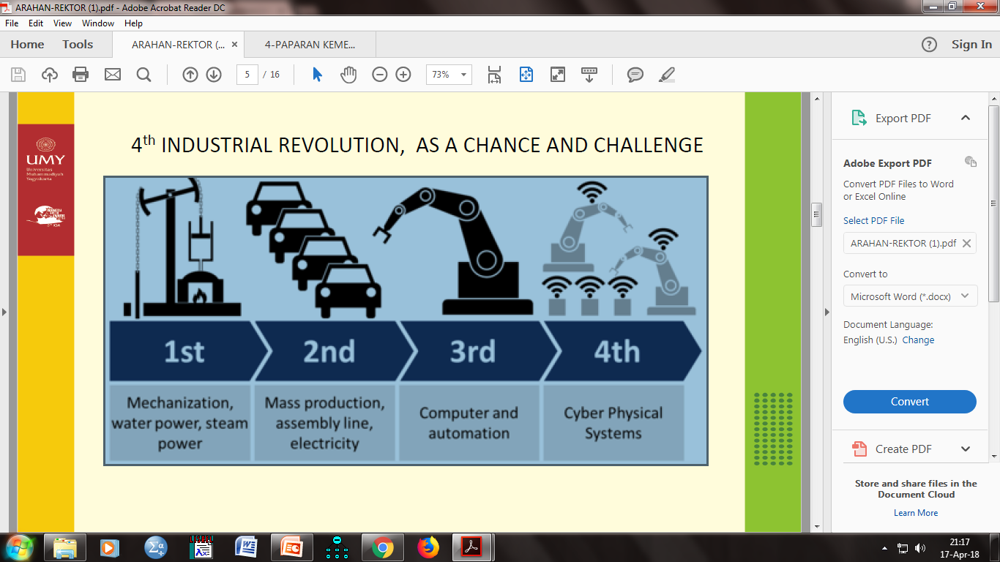 ARAHAN-REKTOR (1).pdf - Adobe Acrobat Reader DC
File Edit View Window Help
Home Tools ARAHAN-REKTOR (... × 4-PAPARAN KEME... Sign In
5 / 16 73%
UMY
Universitas
Muhammadiyah
Yogyakarta
4th INDUSTRIAL REVOLUTION, AS A CHANCE AND CHALLENGE
1st 2nd 3rd 4th
Mechanization,
water power, steam
power
Mass production,
assembly line,
electricity
Computer and
automation
Cyber Physical
Systems
Export PDF
Adobe Export PDF
Convert PDF Files to Word
or Excel Online
Select PDF File
ARAHAN-REKTOR (1).pdf
Convert to
Microsoft Word (*.docx)
Document Language:
English (U.S.) Change
Convert
Create PDF
Store and share files in the
Document Cloud
Learn More
21:17
17-Apr-18